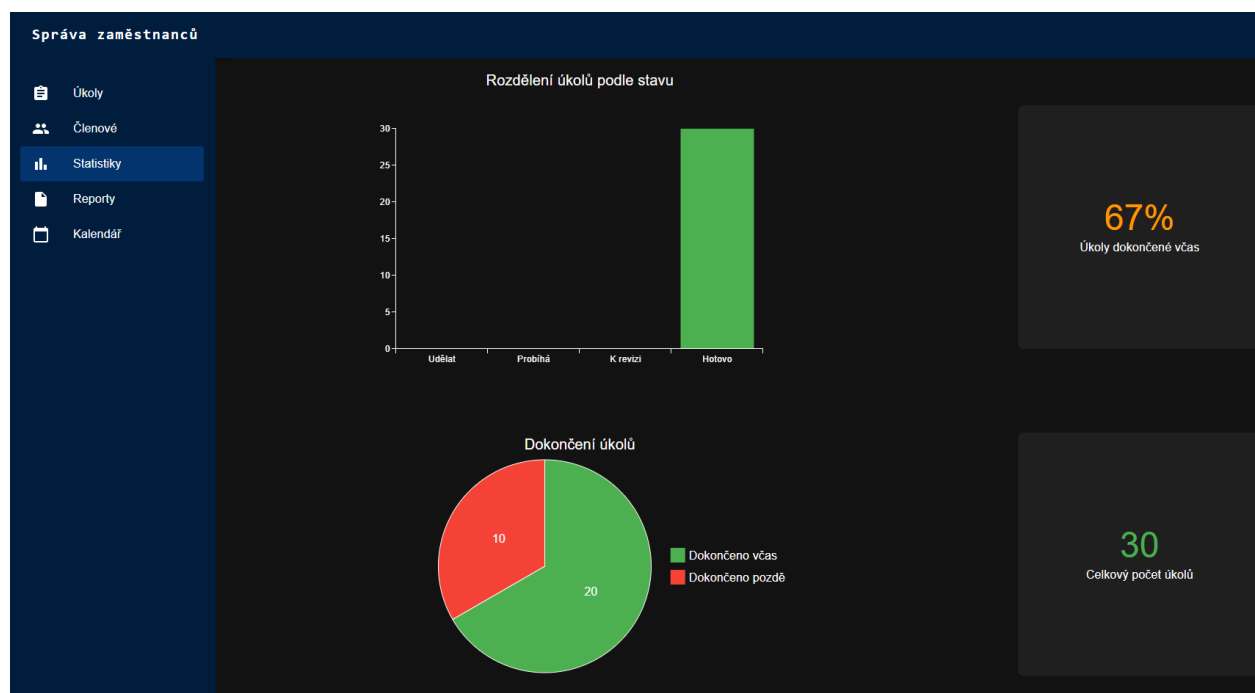 Správa zaměstnanců
Úkoly
Členové
Statistiky
Reporty
Kalendář
Rozdělení úkolů podle stavu
30
25
20
15
10
5
0
Udělat Probíhá K revizi Hotovo
67%
Úkoly dokončené včas
Dokončení úkolů
10
20
Dokončeno včas
Dokončeno pozdě
30
Celkový počet úkolů